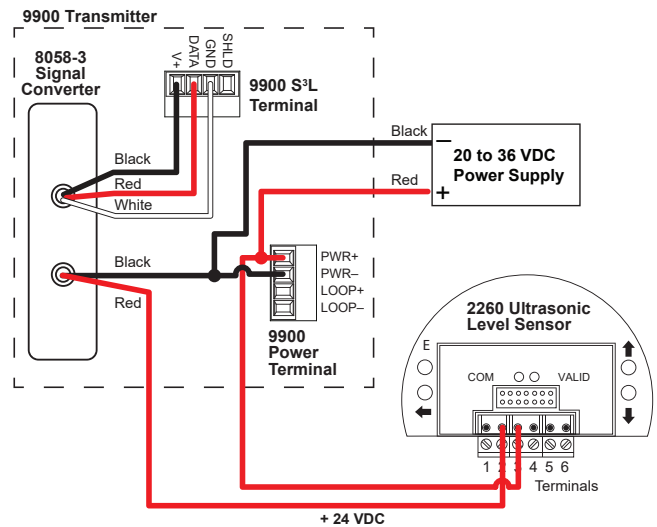 9900 Transmitter
8058-3
Signal
Converter
V+
DATA
GND
SHLD
9900 S³L
Terminal
Black
Red
White
Black
Red
20 to 36 VDC
Power Supply
–
+
Black
Red
PWR+
PWR–
LOOP+
LOOP–
9900
Power
Terminal
2260 Ultrasonic
Level Sensor
E
COM
VALID
1 2 3 4 5 6
Terminals
+ 24 VDC